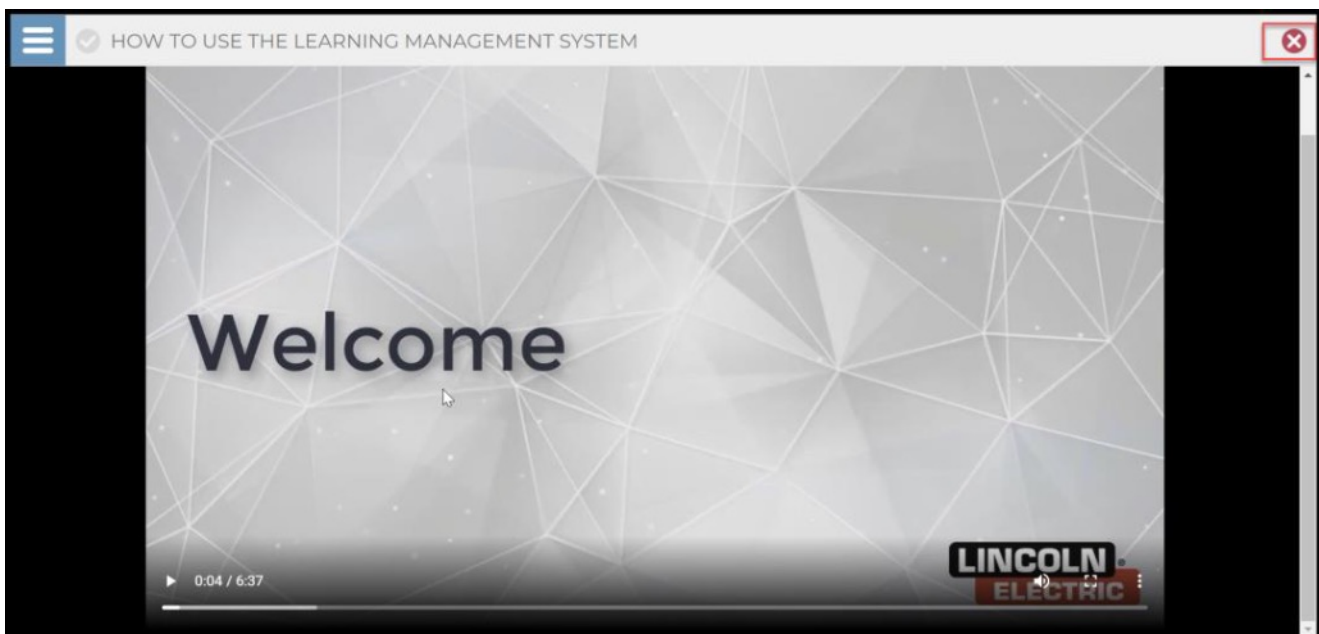 HOW TO USE THE LEARNING MANAGEMENT SYSTEM
Welcome
LINCOLN
ELECTRIC
0:04 / 6:37